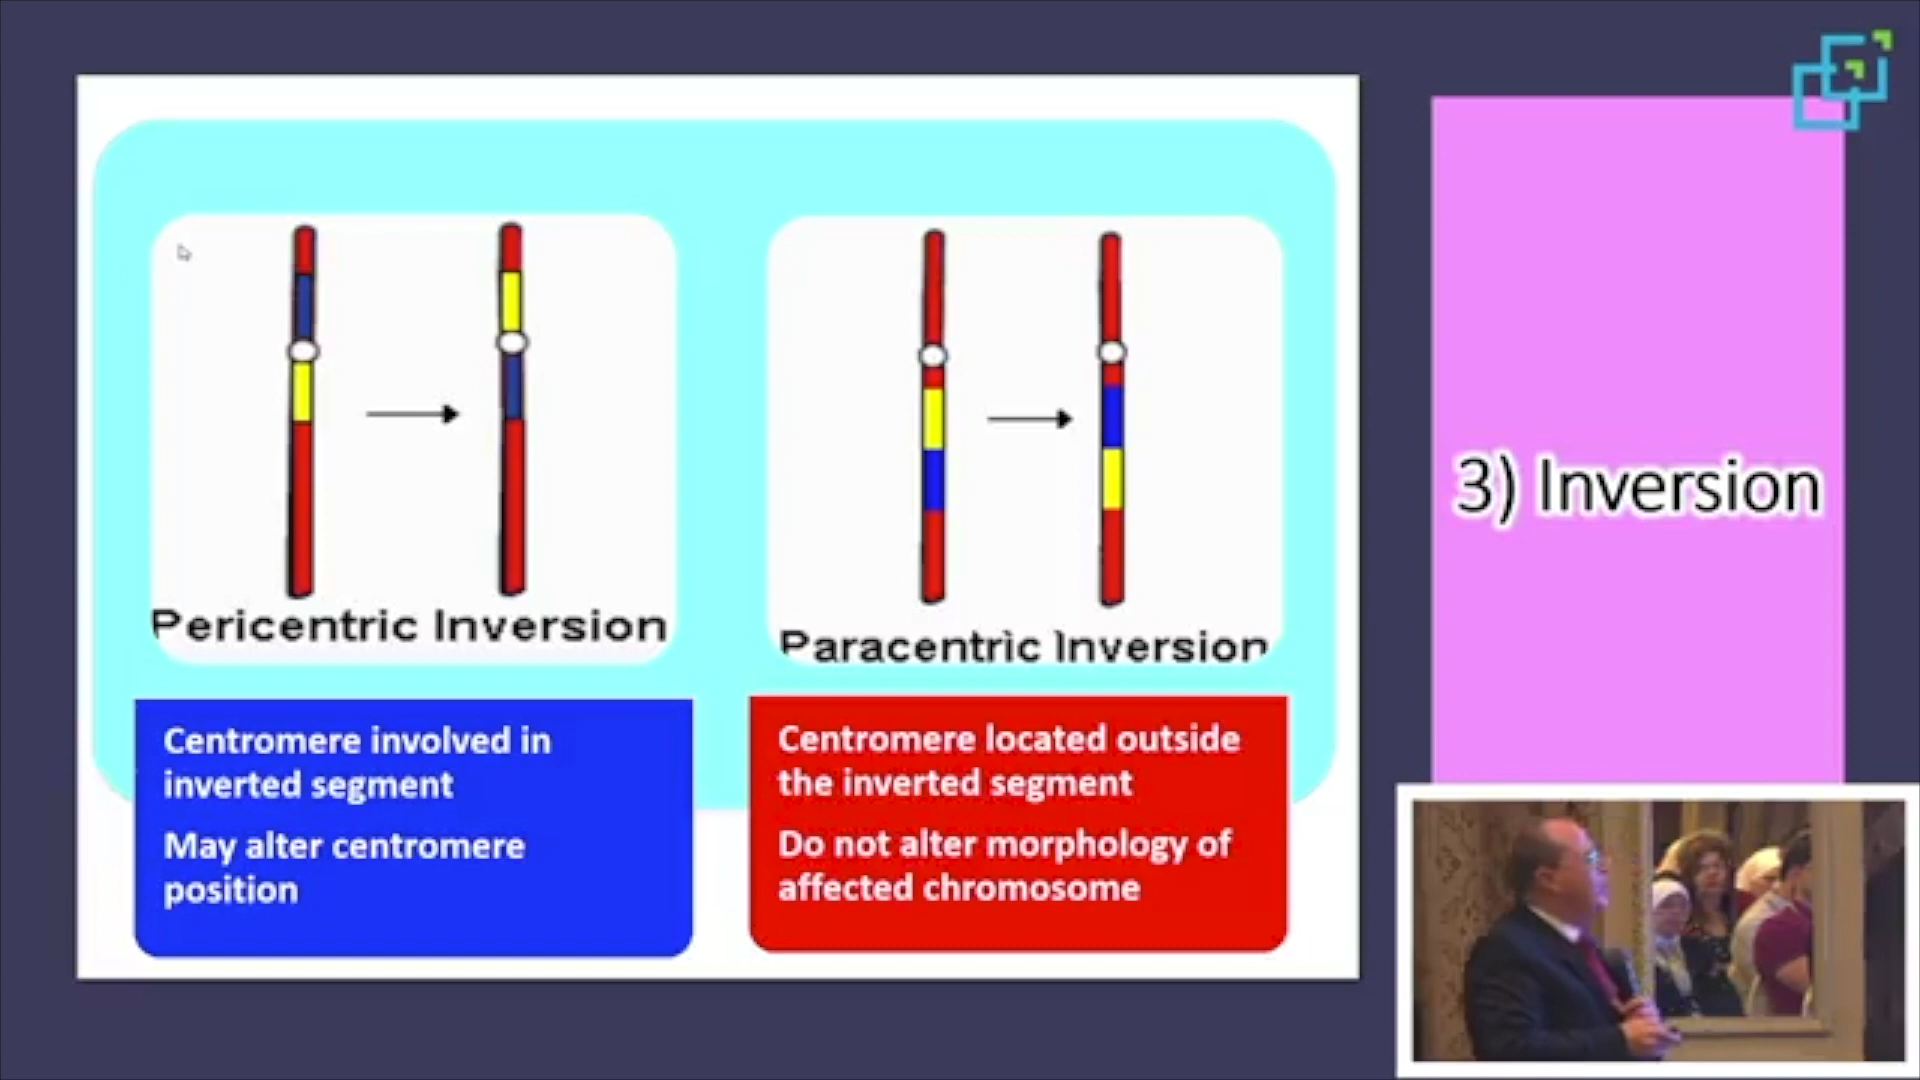 Pericentric Inversion
Paracentric Inversion
Centromere involved in
inverted segment
May alter centromere
position
Centromere located outside
the inverted segment
Do not alter morphology of
affected chromosome
3) Inversion